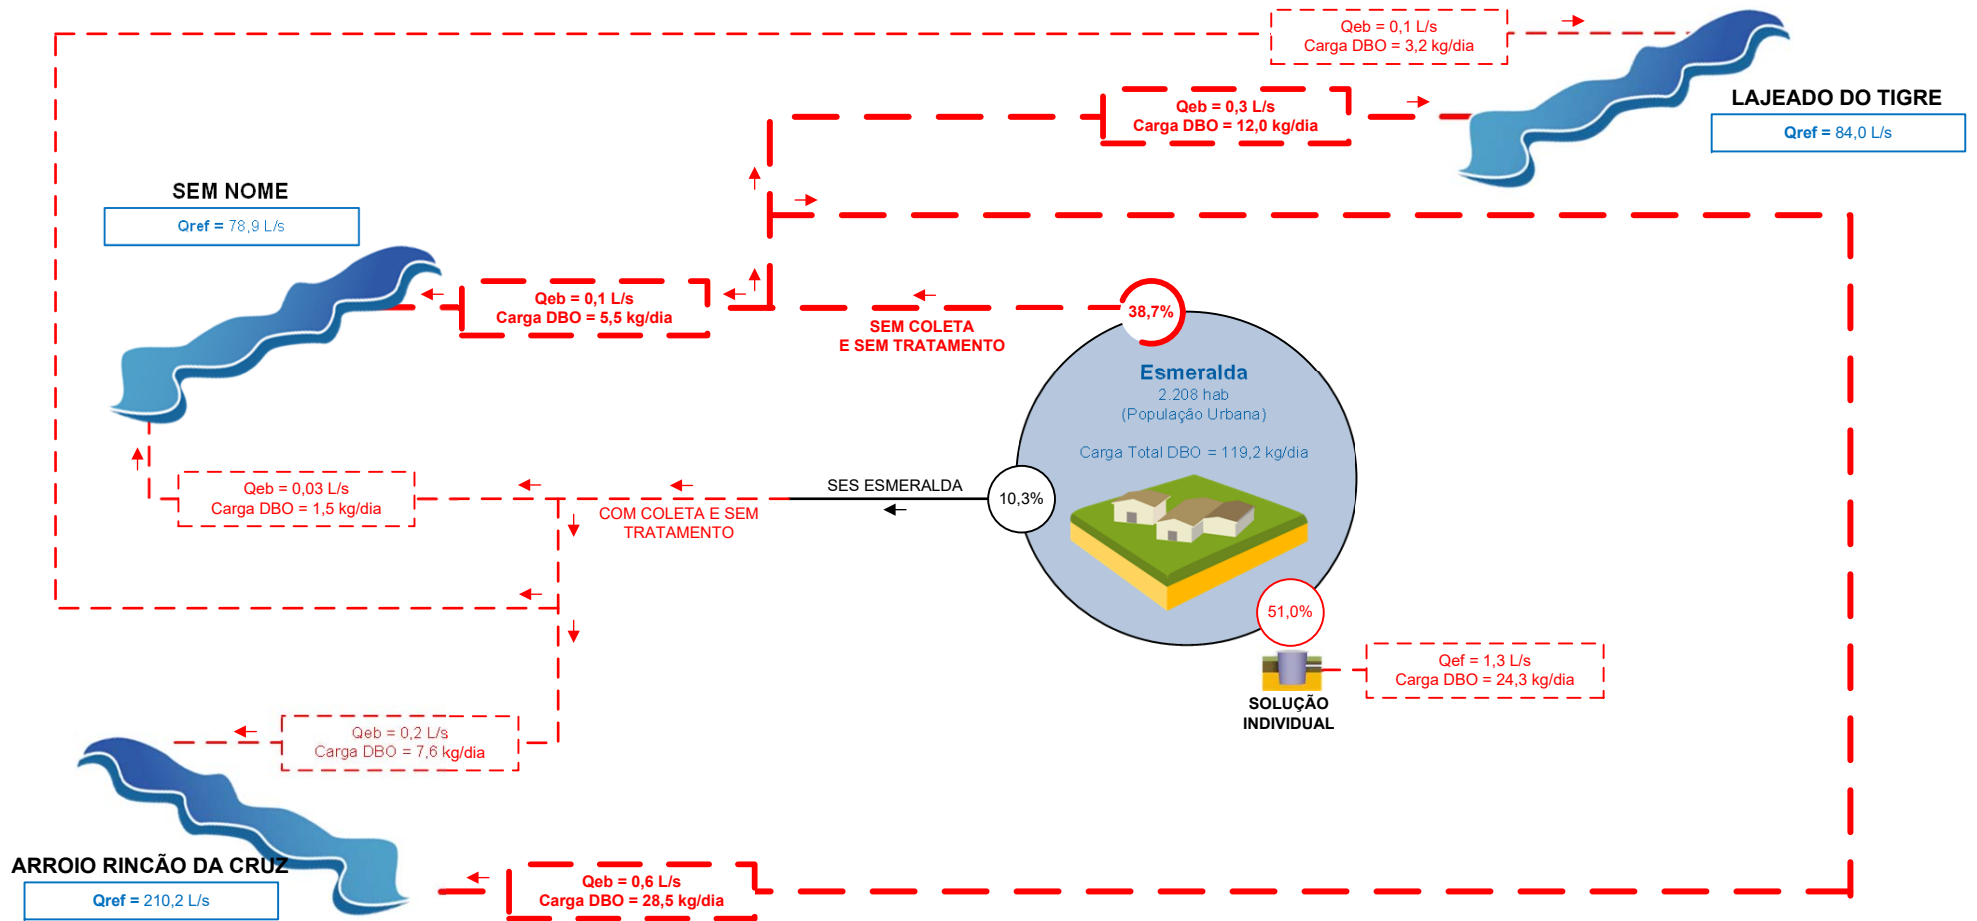 Qeb = 0,1 L/s
Carga DBO = 3,2 kg/dia
LAJEADO DO TIGRE
Qref = 84,0 L/s
Qeb = 0,3 L/s
Carga DBO = 12,0 kg/dia
SEM NOME
Qref = 78,9 L/s
Qeb = 0,1 L/s
Carga DBO = 5,5 kg/dia
SEM COLETA
E SEM TRATAMENTO
38,7%
Esmeralda
2.208 hab
(População Urbana)
Carga Total DBO = 119,2 kg/dia
Qeb = 0,03 L/s
Carga DBO = 1,5 kg/dia
COM COLETA E SEM
TRATAMENTO
SES ESMERALDA
10,3%
51,0%
SOLUÇÃO
INDIVIDUAL
Qef = 1,3 L/s
Carga DBO = 24,3 kg/dia
Qeb = 0,2 L/s
Carga DBO = 7,6 kg/dia
ARROIO RINCÃO DA CRUZ
Qref = 210,2 L/s
Qeb = 0,6 L/s
Carga DBO = 28,5 kg/dia